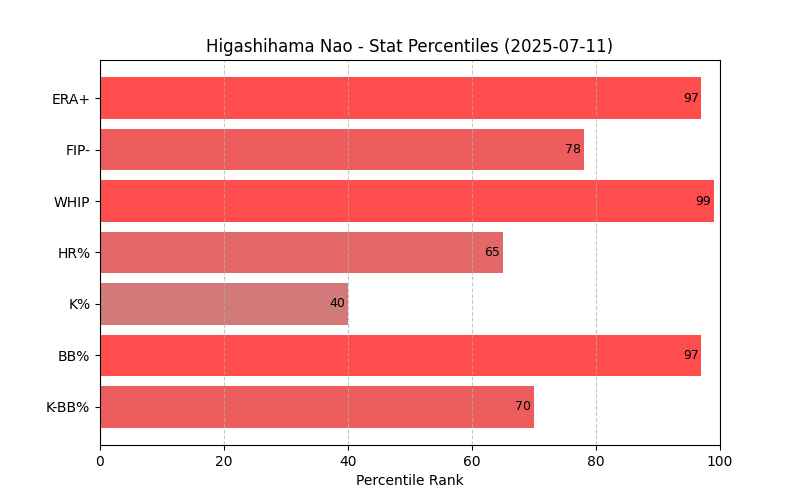 Higashihama Nao - Stat Percentiles (2025-07-11)
ERA+ 97
FIP- 78
WHIP 99
HR% 65
K% 40
BB% 97
K-BB% 70
0 20 40 60 80 100
Percentile Rank